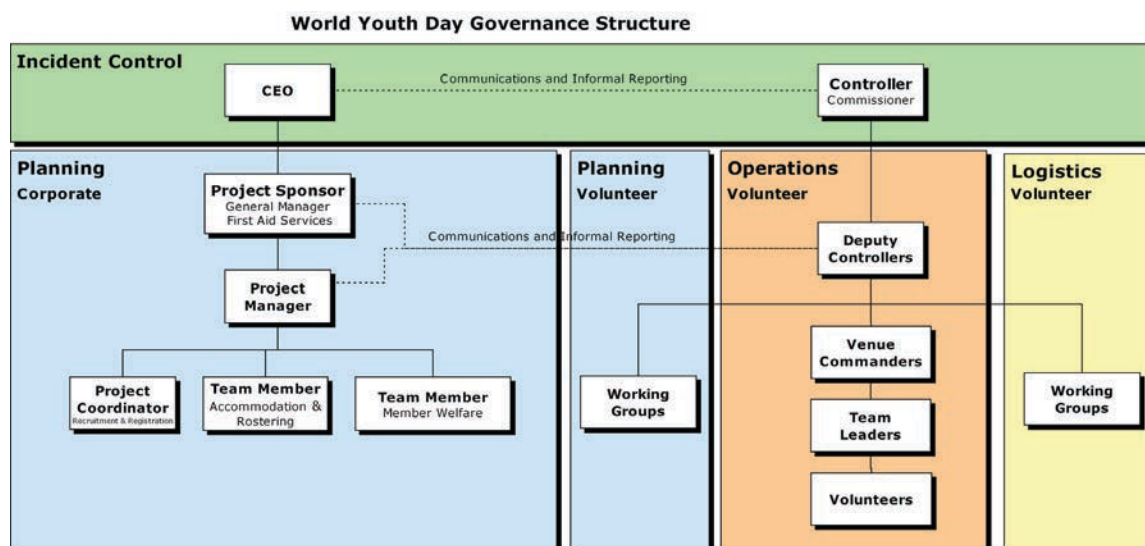 World Youth Day Governance Structure
Incident Control
CEO
Communications and Informal Reporting
Controller
Commissioner
Planning
Corporate
Project Sponsor
General Manager
First Aid Services
Project
Manager
Project
Coordinator
Recruitment & Registration
Team Member
Accommodation &
Rostering
Team Member
Member Welfare
Communications and Informal Reporting
Planning
Volunteer
Working
Groups
Operations
Volunteer
Deputy
Controllers
Venue
Commanders
Team
Leaders
Volunteers
Logistics
Volunteer
Working
Groups